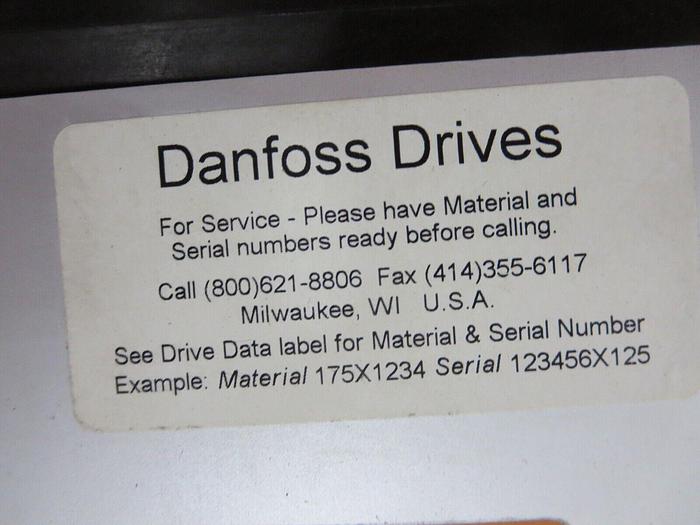 Danfoss Drives
For Service - Please have Material and
Serial numbers ready before calling.
Call (800)621-8806 Fax (414)355-6117
Milwaukee, WI U.S.A.
See Drive Data label for Material & Serial Number
Example: Material 175X1234 Serial 123456X125